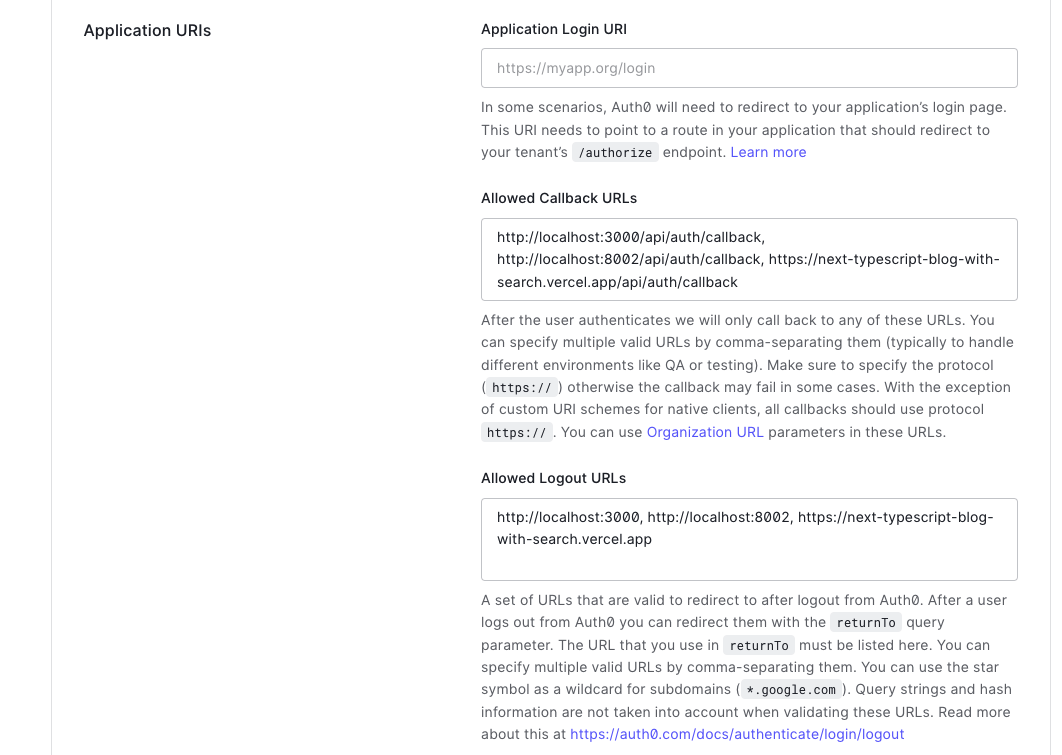 Application URIs
Application Login URI
https://myapp.org/login
In some scenarios, Auth0 will need to redirect to your application’s login page.
This URI needs to point to a route in your application that should redirect to
your tenant’s /authorize endpoint. Learn more
Allowed Callback URLs
http://localhost:3000/api/auth/callback,
http://localhost:8002/api/auth/callback, https://next-typescript-blog-with-
search.vercel.app/api/auth/callback
After the user authenticates we will only call back to any of these URLs. You
can specify multiple valid URLs by comma-separating them (typically to handle
different environments like QA or testing). Make sure to specify the protocol
( https:// ) otherwise the callback may fail in some cases. With the exception
of custom URI schemes for native clients, all callbacks should use protocol
https:// . You can use Organization URL parameters in these URLs.
Allowed Logout URLs
http://localhost:3000, http://localhost:8002, https://next-typescript-blog-
with-search.vercel.app
A set of URLs that are valid to redirect to after logout from Auth0. After a user
logs out from Auth0 you can redirect them with the returnTo query
parameter. The URL that you use in returnTo must be listed here. You can
specify multiple valid URLs by comma-separating them. You can use the star
symbol as a wildcard for subdomains ( *.google.com ). Query strings and hash
information are not taken into account when validating these URLs. Read more
about this at https://auth0.com/docs/authenticate/login/logout